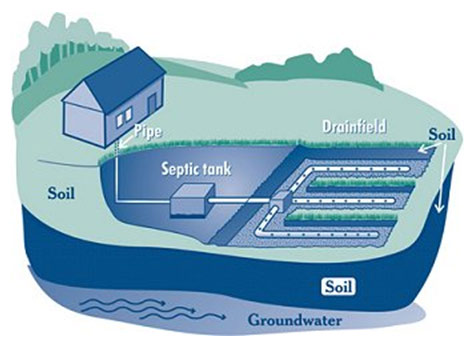 Pipe
Drainfield
Soil
Septic tank
Soil
Soil
Groundwater